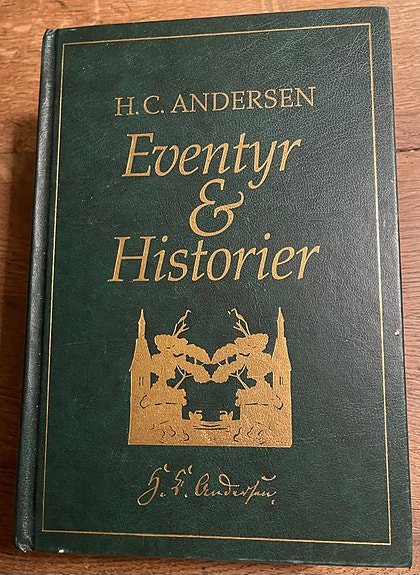 H. C. ANDERSEN
Eventyr
&
Historier
H. C. Andersen.